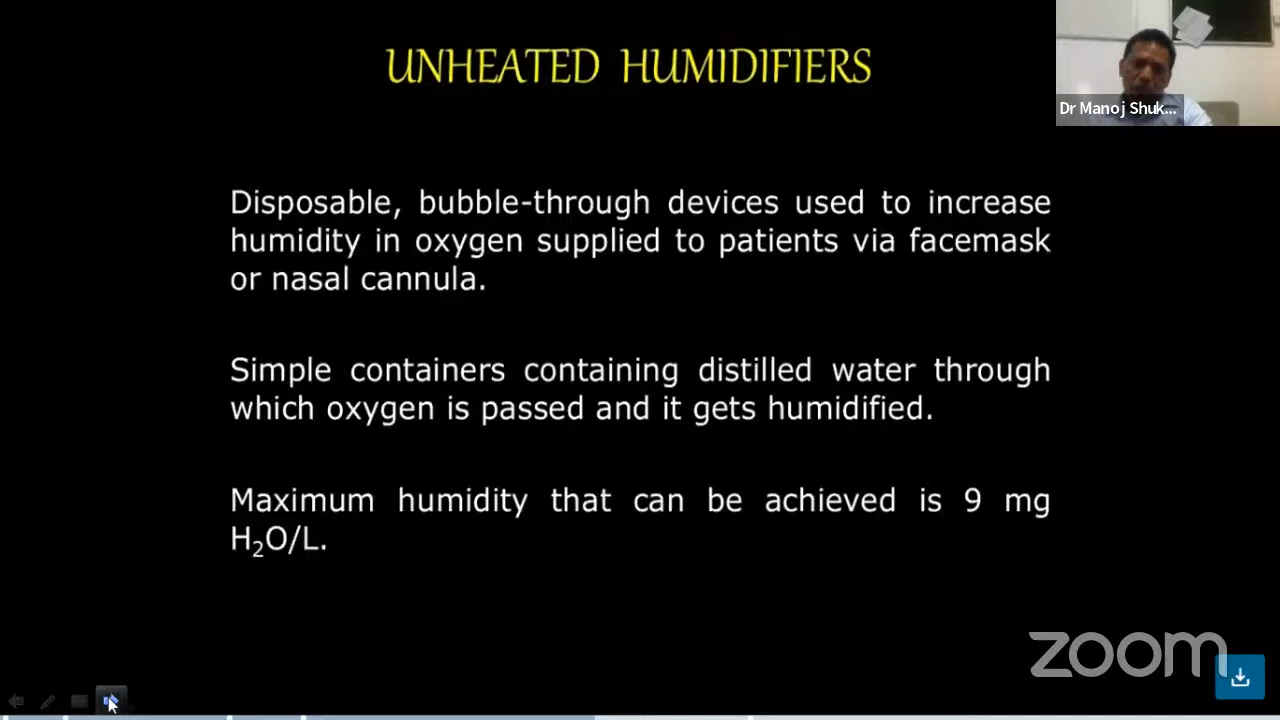 UNHEATED HUMIDIFIERS
Dr Manoj Shuk...
Disposable, bubble-through devices used to increase
humidity in oxygen supplied to patients via facemask
or nasal cannula.
Simple containers containing distilled water through
which oxygen is passed and it gets humidified.
Maximum humidity that can be achieved is 9 mg
H₂O/L.
zoom